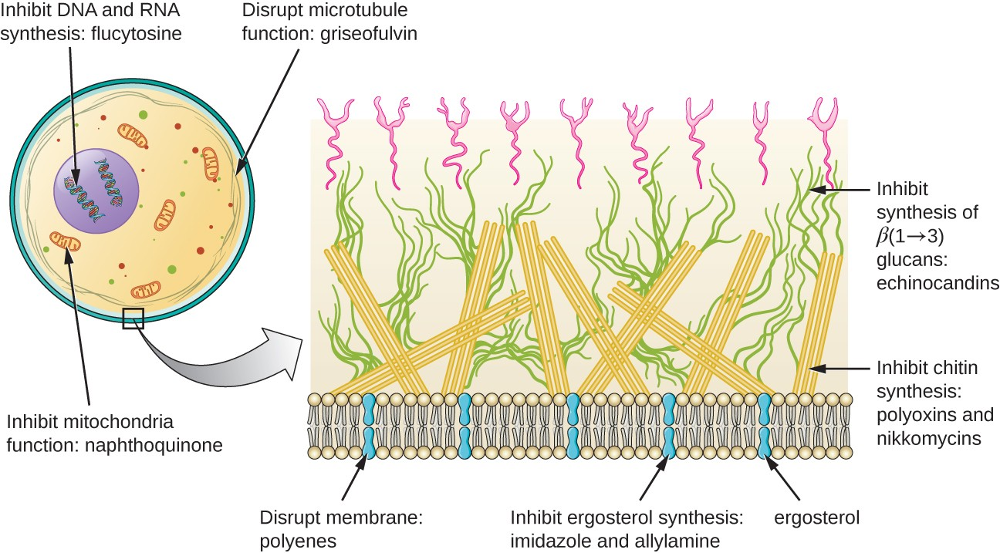 Inhibit DNA and RNA
synthesis: flucytosine
Disrupt microtubule
function: griseofulvin
Inhibit
synthesis of
β(1→3)
glucans:
echinocandins
Inhibit chitin
synthesis:
polyoxins and
nikkomycins
Inhibit mitochondria
function: naphthoquinone
Disrupt membrane:
polyenes
Inhibit ergosterol synthesis:
imidazole and allylamine
ergosterol